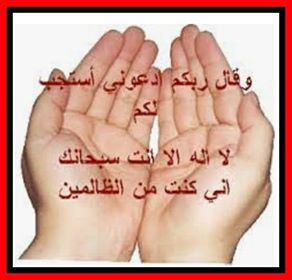 وقال ربكم ادعوني أستجب
لكم
لا اله الا انت سبحانك
اني كنت من الظالمين